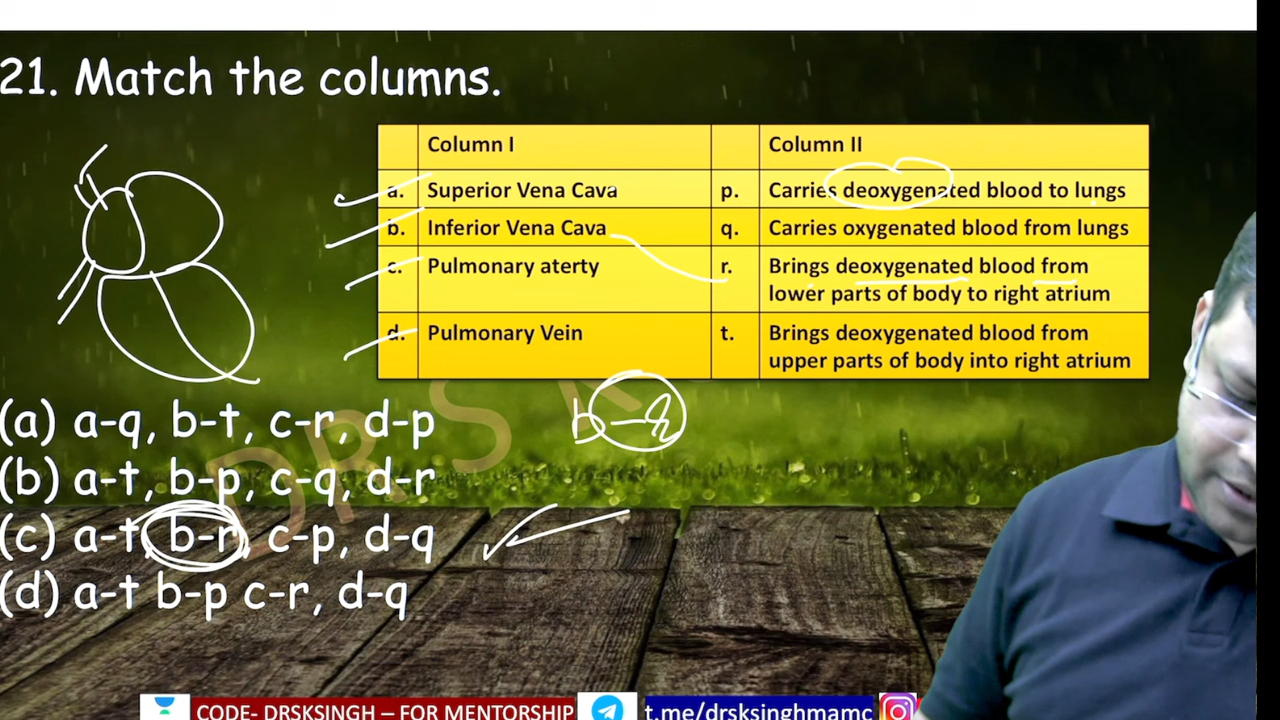 21. Match the columns.
Column I Column II
a. Superior Vena Cava p. Carries deoxygenated blood to lungs
b. Inferior Vena Cava q. Carries oxygenated blood from lungs
c. Pulmonary aterty r. Brings deoxygenated blood from
lower parts of body to right atrium
d. Pulmonary Vein t. Brings deoxygenated blood from
upper parts of body into right atrium
(a) a-q, b-t, c-r, d-p
(b) a-t, b-p, c-q, d-r
(c) a-t, b-r, c-p, d-q
(d) a-t b-p c-r, d-q
b-r
DR S K
CODE- DRSKSINGH – FOR MENTORSHIP
t.me/drsksinghmamc